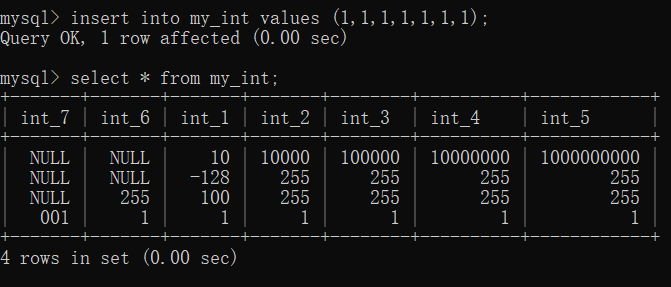 mysql> insert into my_int values (1,1,1,1,1,1,1);
Query OK, 1 row affected (0.00 sec)
mysql> select * from my_int;
+-------+-------+-------+-------+--------+----------+------------+
| int_7 | int_6 | int_1 | int_2 | int_3 | int_4 | int_5 |
+-------+-------+-------+-------+--------+----------+------------+
| NULL | NULL | 10 | 10000 | 100000 | 10000000 | 1000000000 |
| NULL | NULL | -128 | 255 | 255 | 255 | 255 |
| NULL | 255 | 100 | 255 | 255 | 255 | 255 |
| 001 | 1 | 1 | 1 | 1 | 1 | 1 |
+-------+-------+-------+-------+--------+----------+------------+
4 rows in set (0.00 sec)